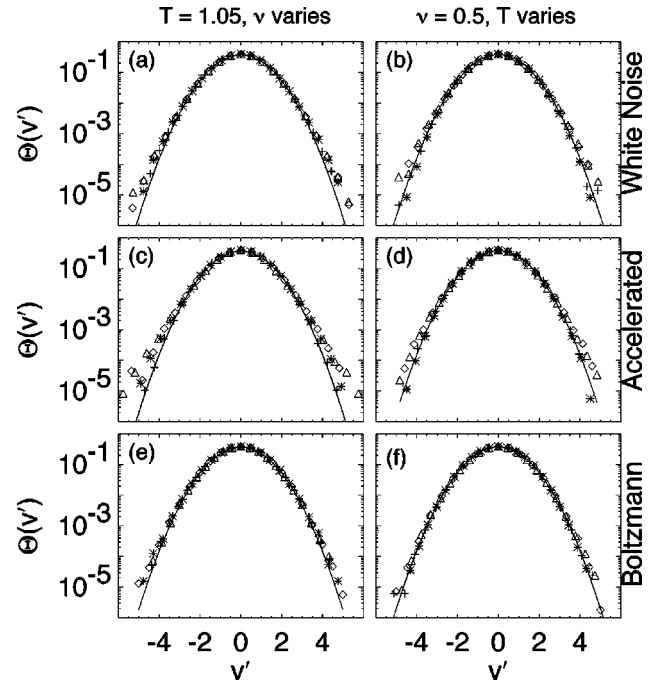 T = 1.05, ν varies
ν = 0.5, T varies
(a)
(b)
10⁻¹
10⁻³
10⁻⁵
Θ(v′)
White Noise
(c)
(d)
10⁻¹
10⁻³
10⁻⁵
Θ(v′)
Accelerated
(e)
(f)
10⁻¹
10⁻³
10⁻⁵
Θ(v′)
Boltzmann
-4 -2 0 2 4
-4 -2 0 2 4
v′
v′